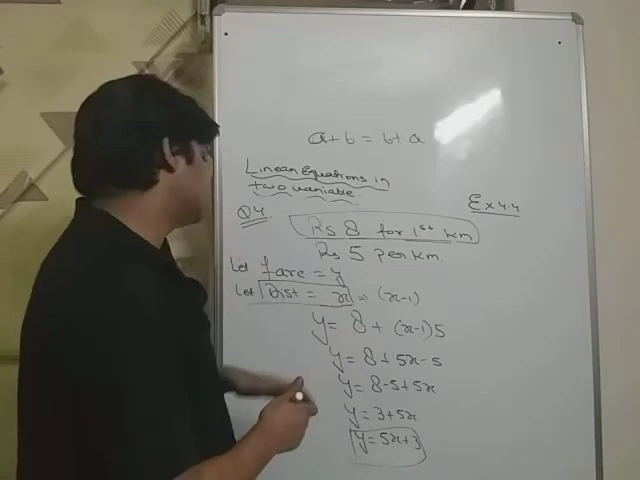 a+b = b+a
Linear Equations in
two variable.
Ex 4.4
Q4
Rs 8 for 1st km
Rs 5 per km.
Let fare = y
Let Dist = x ⇒ (x-1)
y = 8 + (x-1)5
y = 8 + 5x - 5
y = 8-5+5x
y = 3+5x
y = 5x+3